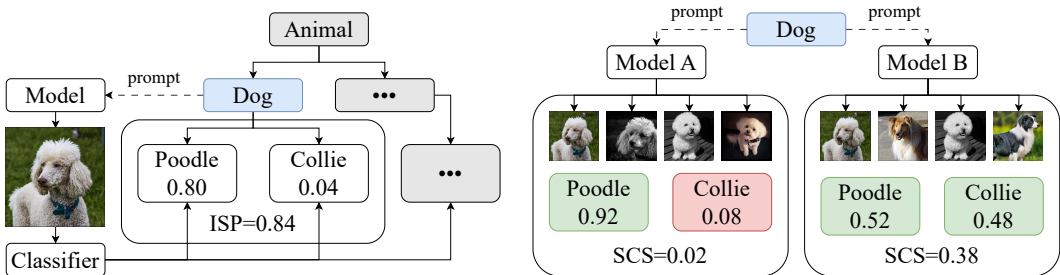 Animal
prompt
Model
Dog
•••
Poodle
0.80
Collie
0.04
•••
ISP=0.84
Classifier
prompt
Dog
prompt
Model A
Model B
Poodle
0.92
Collie
0.08
SCS=0.02
Poodle
0.52
Collie
0.48
SCS=0.38